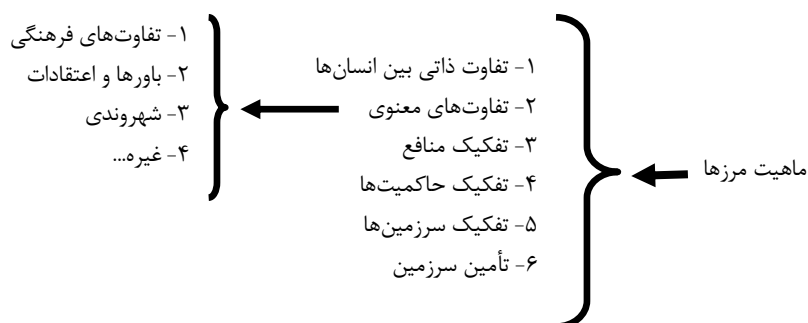 ماهیت مرزها
۱- تفاوت ذاتی بین انسان‌ها
۲- تفاوت‌های معنوی
۳- تفکیک منافع
۴- تفکیک حاکمیت‌ها
۵- تفکیک سرزمین‌ها
۶- تأمین سرزمین
۱- تفاوت‌های فرهنگی
۲- باورها و اعتقادات
۳- شهروندی
۴- غیره...